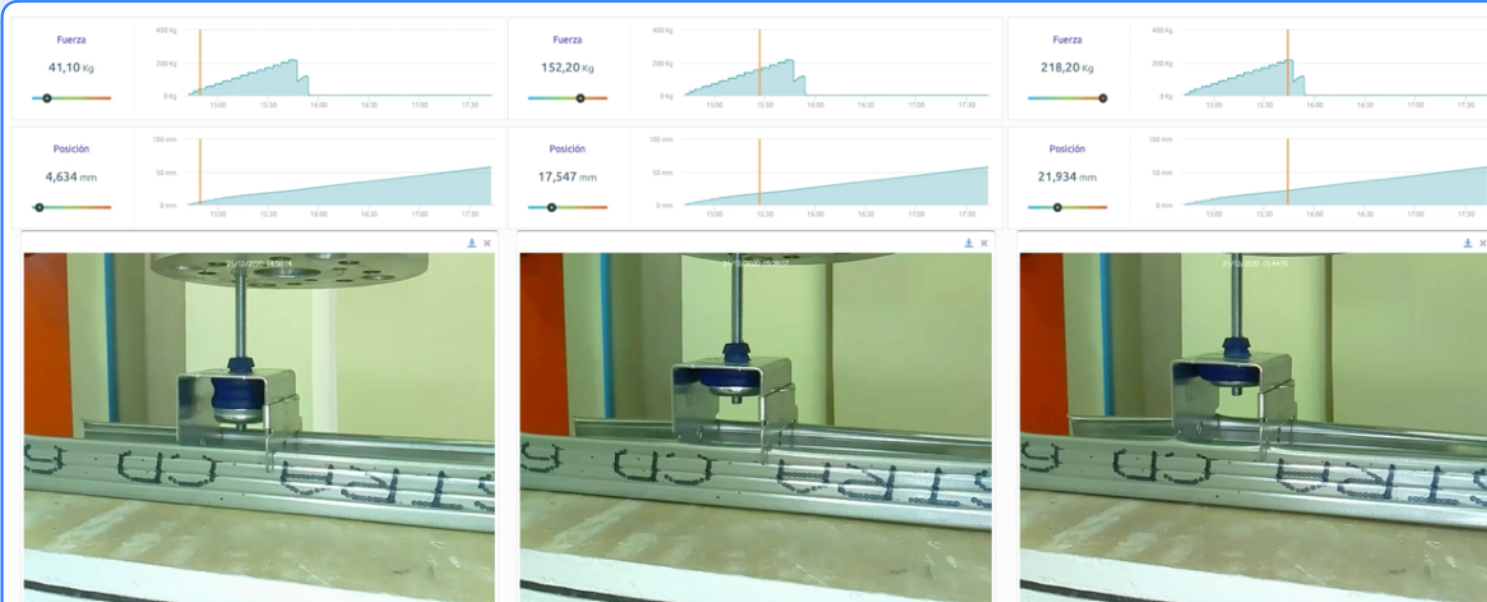 Fuerza
41,10 Kg
400 Kg
200 Kg
0 Kg
15:00 15:30 16:00 16:30 17:00 17:30
Fuerza
152,20 Kg
400 Kg
200 Kg
0 Kg
15:00 15:30 16:00 16:30 17:00 17:30
Fuerza
218,20 Kg
400 Kg
200 Kg
0 Kg
15:00 15:30 16:00 16:30 17:00 17:30
Posición
4,634 mm
100 mm
50 mm
0 mm
15:00 15:30 16:00 16:30 17:00 17:30
Posición
17,547 mm
100 mm
50 mm
0 mm
15:00 15:30 16:00 16:30 17:00 17:30
Posición
21,934 mm
100 mm
50 mm
0 mm
15:00 15:30 16:00 16:30 17:00 17:30